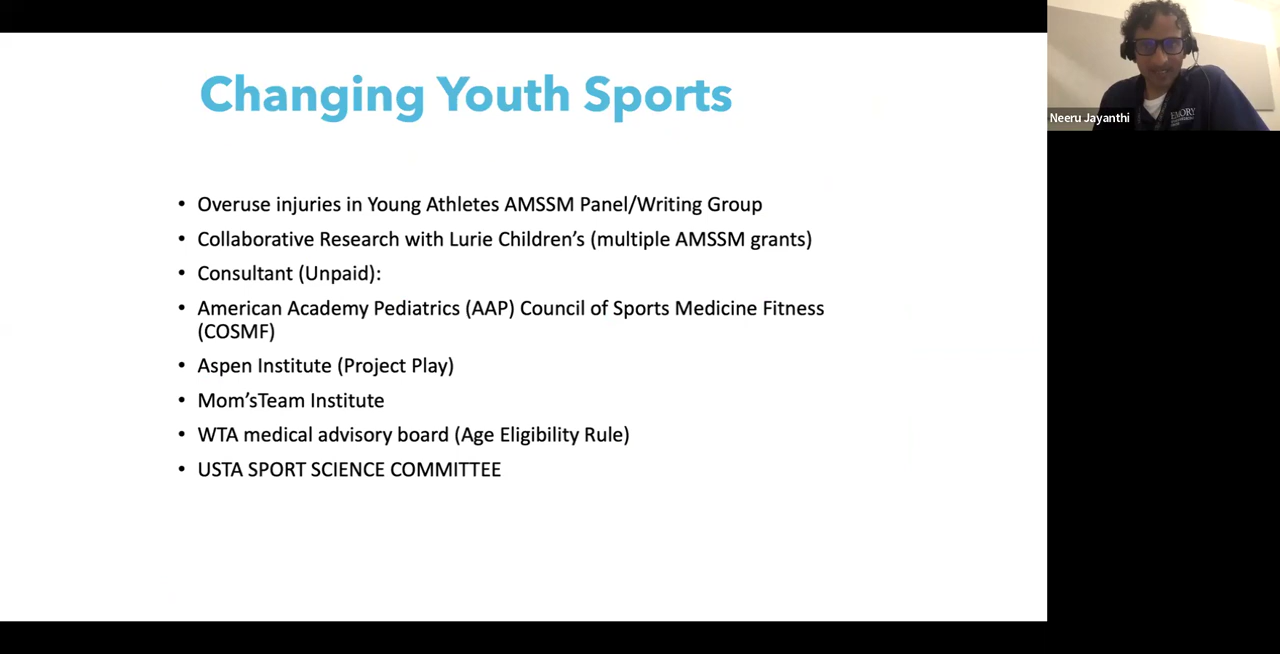 Changing Youth Sports
• Overuse injuries in Young Athletes AMSSM Panel/Writing Group
• Collaborative Research with Lurie Children’s (multiple AMSSM grants)
• Consultant (Unpaid):
• American Academy Pediatrics (AAP) Council of Sports Medicine Fitness
(COSMF)
• Aspen Institute (Project Play)
• Mom’sTeam Institute
• WTA medical advisory board (Age Eligibility Rule)
• USTA SPORT SCIENCE COMMITTEE
Neeru Jayanthi
EMORY